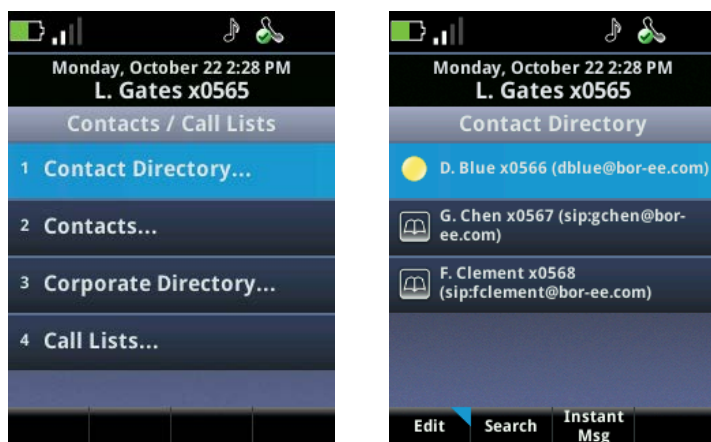 Monday, October 22 2:28 PM
L. Gates x0565
Contacts / Call Lists
1 Contact Directory...
2 Contacts...
3 Corporate Directory...
4 Call Lists...
Monday, October 22 2:28 PM
L. Gates x0565
Contact Directory
D. Blue x0566 (dblue@bor-ee.com)
G. Chen x0567 (sip:gchen@bor-
ee.com)
F. Clement x0568
(sip:fclement@bor-ee.com)
Edit Search Instant
Msg